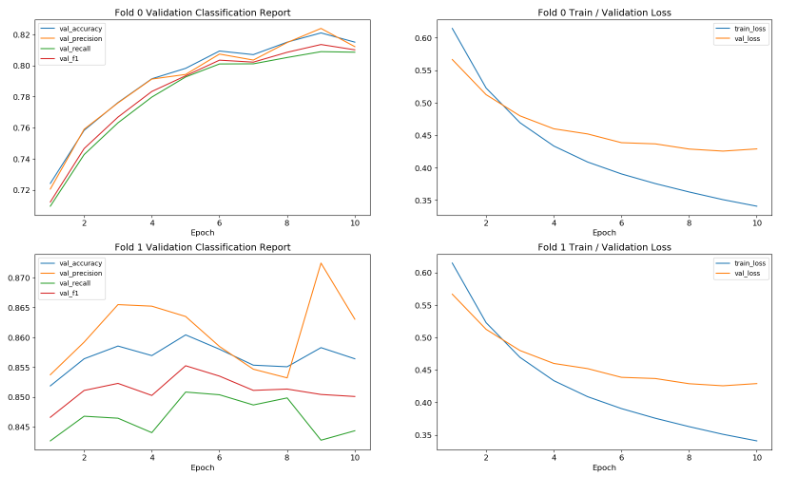 Fold 0 Validation Classification Report
val_accuracy
val_precision
val_recall
val_f1
0.82
0.80
0.78
0.76
0.74
0.72
2 4 6 8 10
Epoch
Fold 0 Train / Validation Loss
train_loss
val_loss
0.60
0.55
0.50
0.45
0.40
0.35
2 4 6 8 10
Epoch
Fold 1 Validation Classification Report
val_accuracy
val_precision
val_recall
val_f1
0.870
0.865
0.860
0.855
0.850
0.845
2 4 6 8 10
Epoch
Fold 1 Train / Validation Loss
train_loss
val_loss
0.60
0.55
0.50
0.45
0.40
0.35
2 4 6 8 10
Epoch